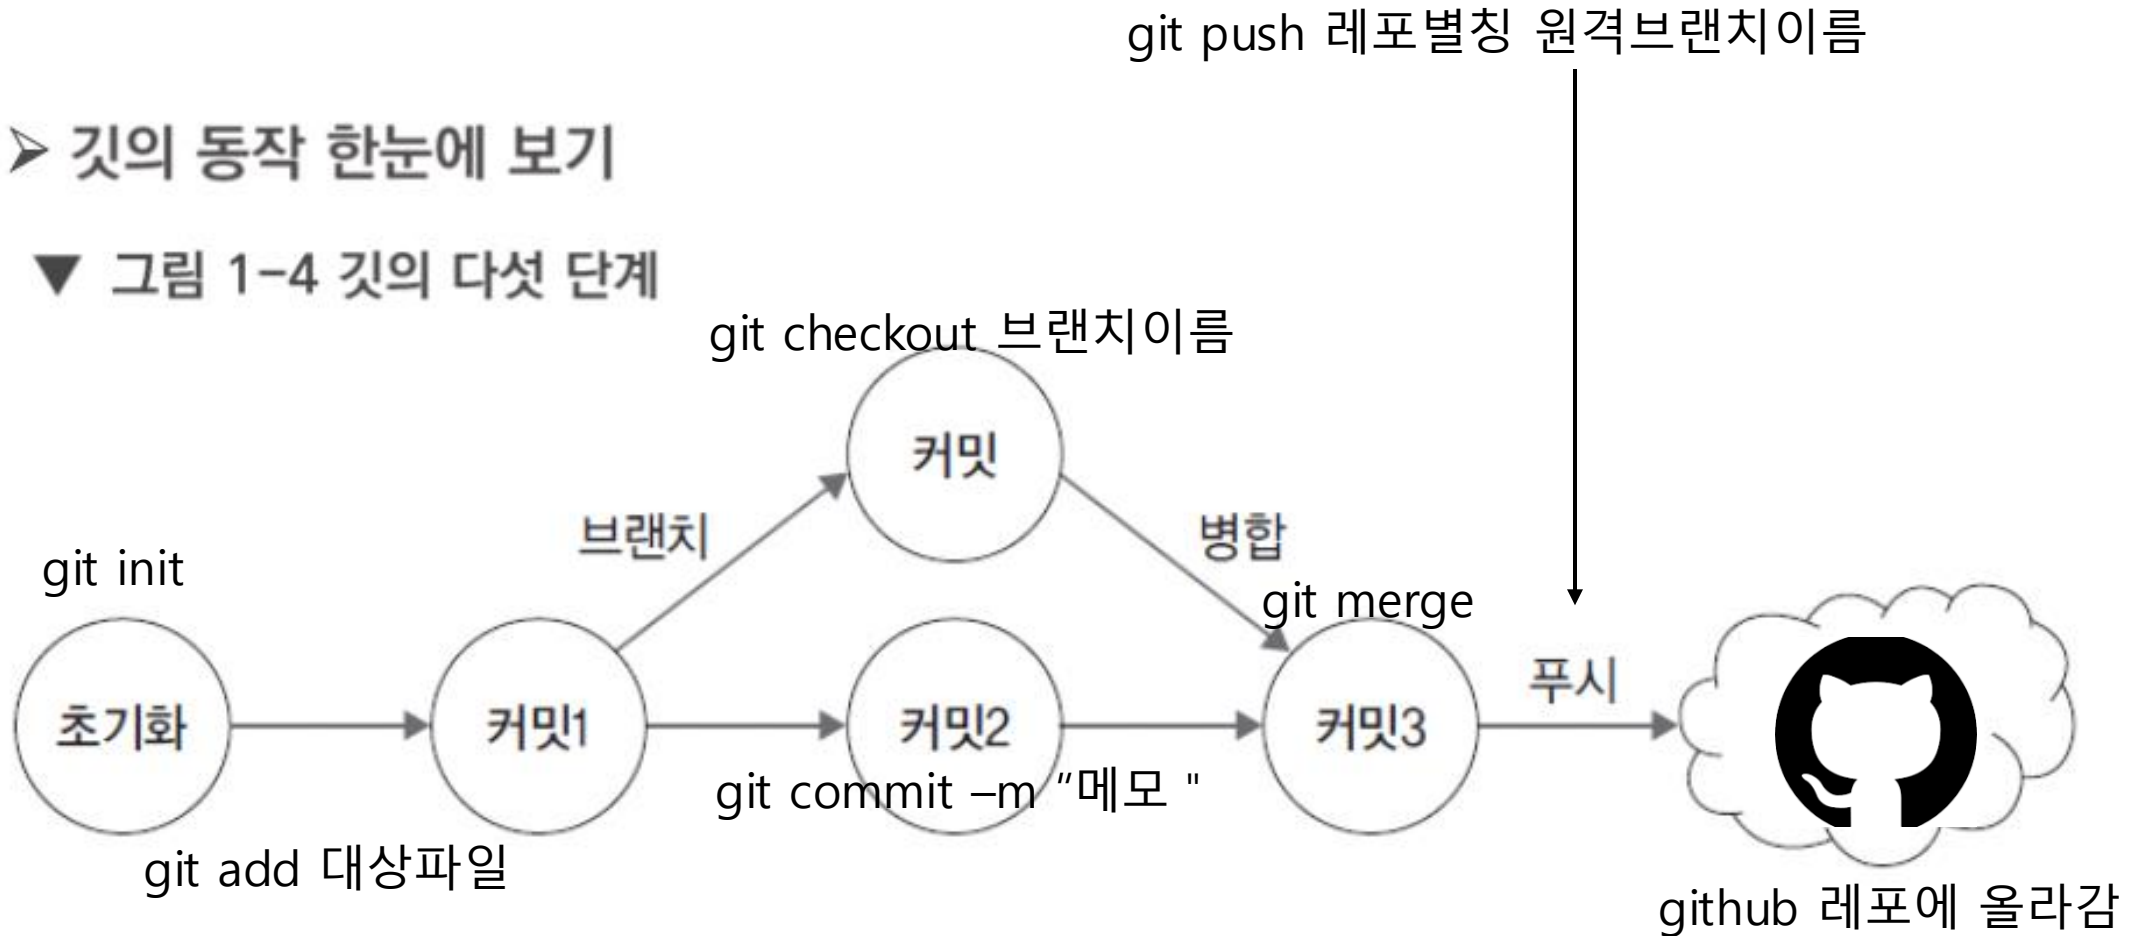 git push 레포별칭 원격브랜치이름
➢ 깃의 동작 한눈에 보기
▼ 그림 1-4 깃의 다섯 단계
git checkout 브랜치이름
커밋
브랜치
병합
git init
git merge
초기화
커밋1
커밋2
커밋3
푸시
git commit –m “메모 "
git add 대상파일
github 레포에 올라감